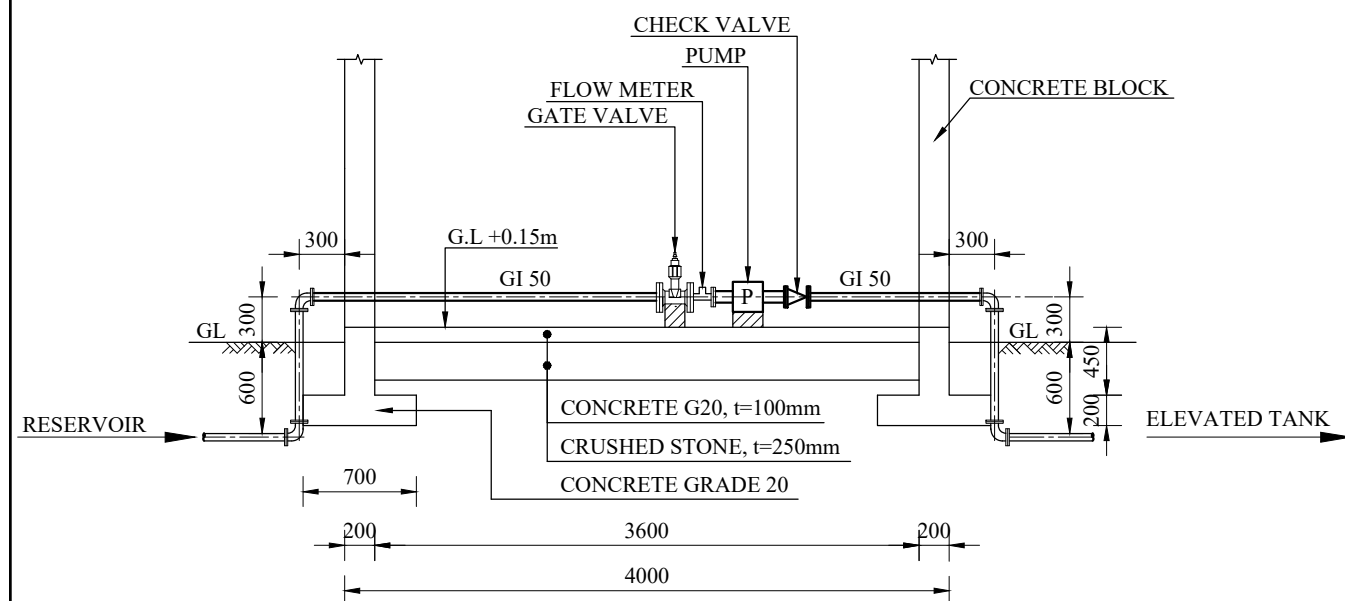 CHECK VALVE
PUMP
FLOW METER
CONCRETE BLOCK
GATE VALVE
300
G.L +0.15m
300
GI 50
GI 50
P
300
300
GL
GL
450
600
600
CONCRETE G20, t=100mm
200
RESERVOIR
ELEVATED TANK
CRUSHED STONE, t=250mm
700
CONCRETE GRADE 20
200
3600
200
4000